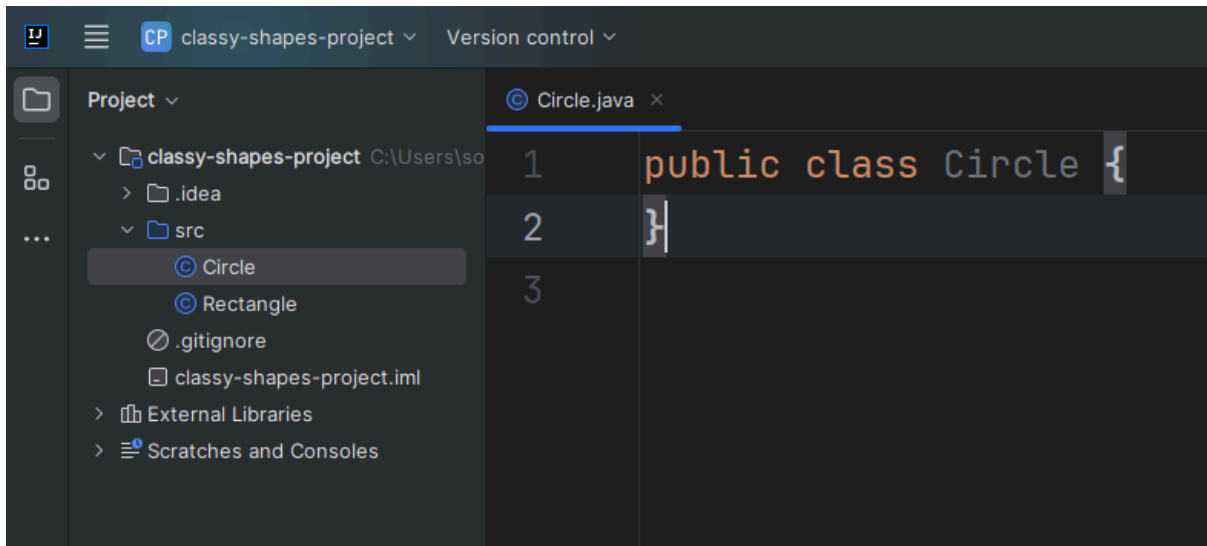 IJ
CP classy-shapes-project Version control
Project
classy-shapes-project C:\Users\so
.idea
src
Circle
Rectangle
.gitignore
classy-shapes-project.iml
External Libraries
Scratches and Consoles
Circle.java
1 public class Circle {
2 }
3